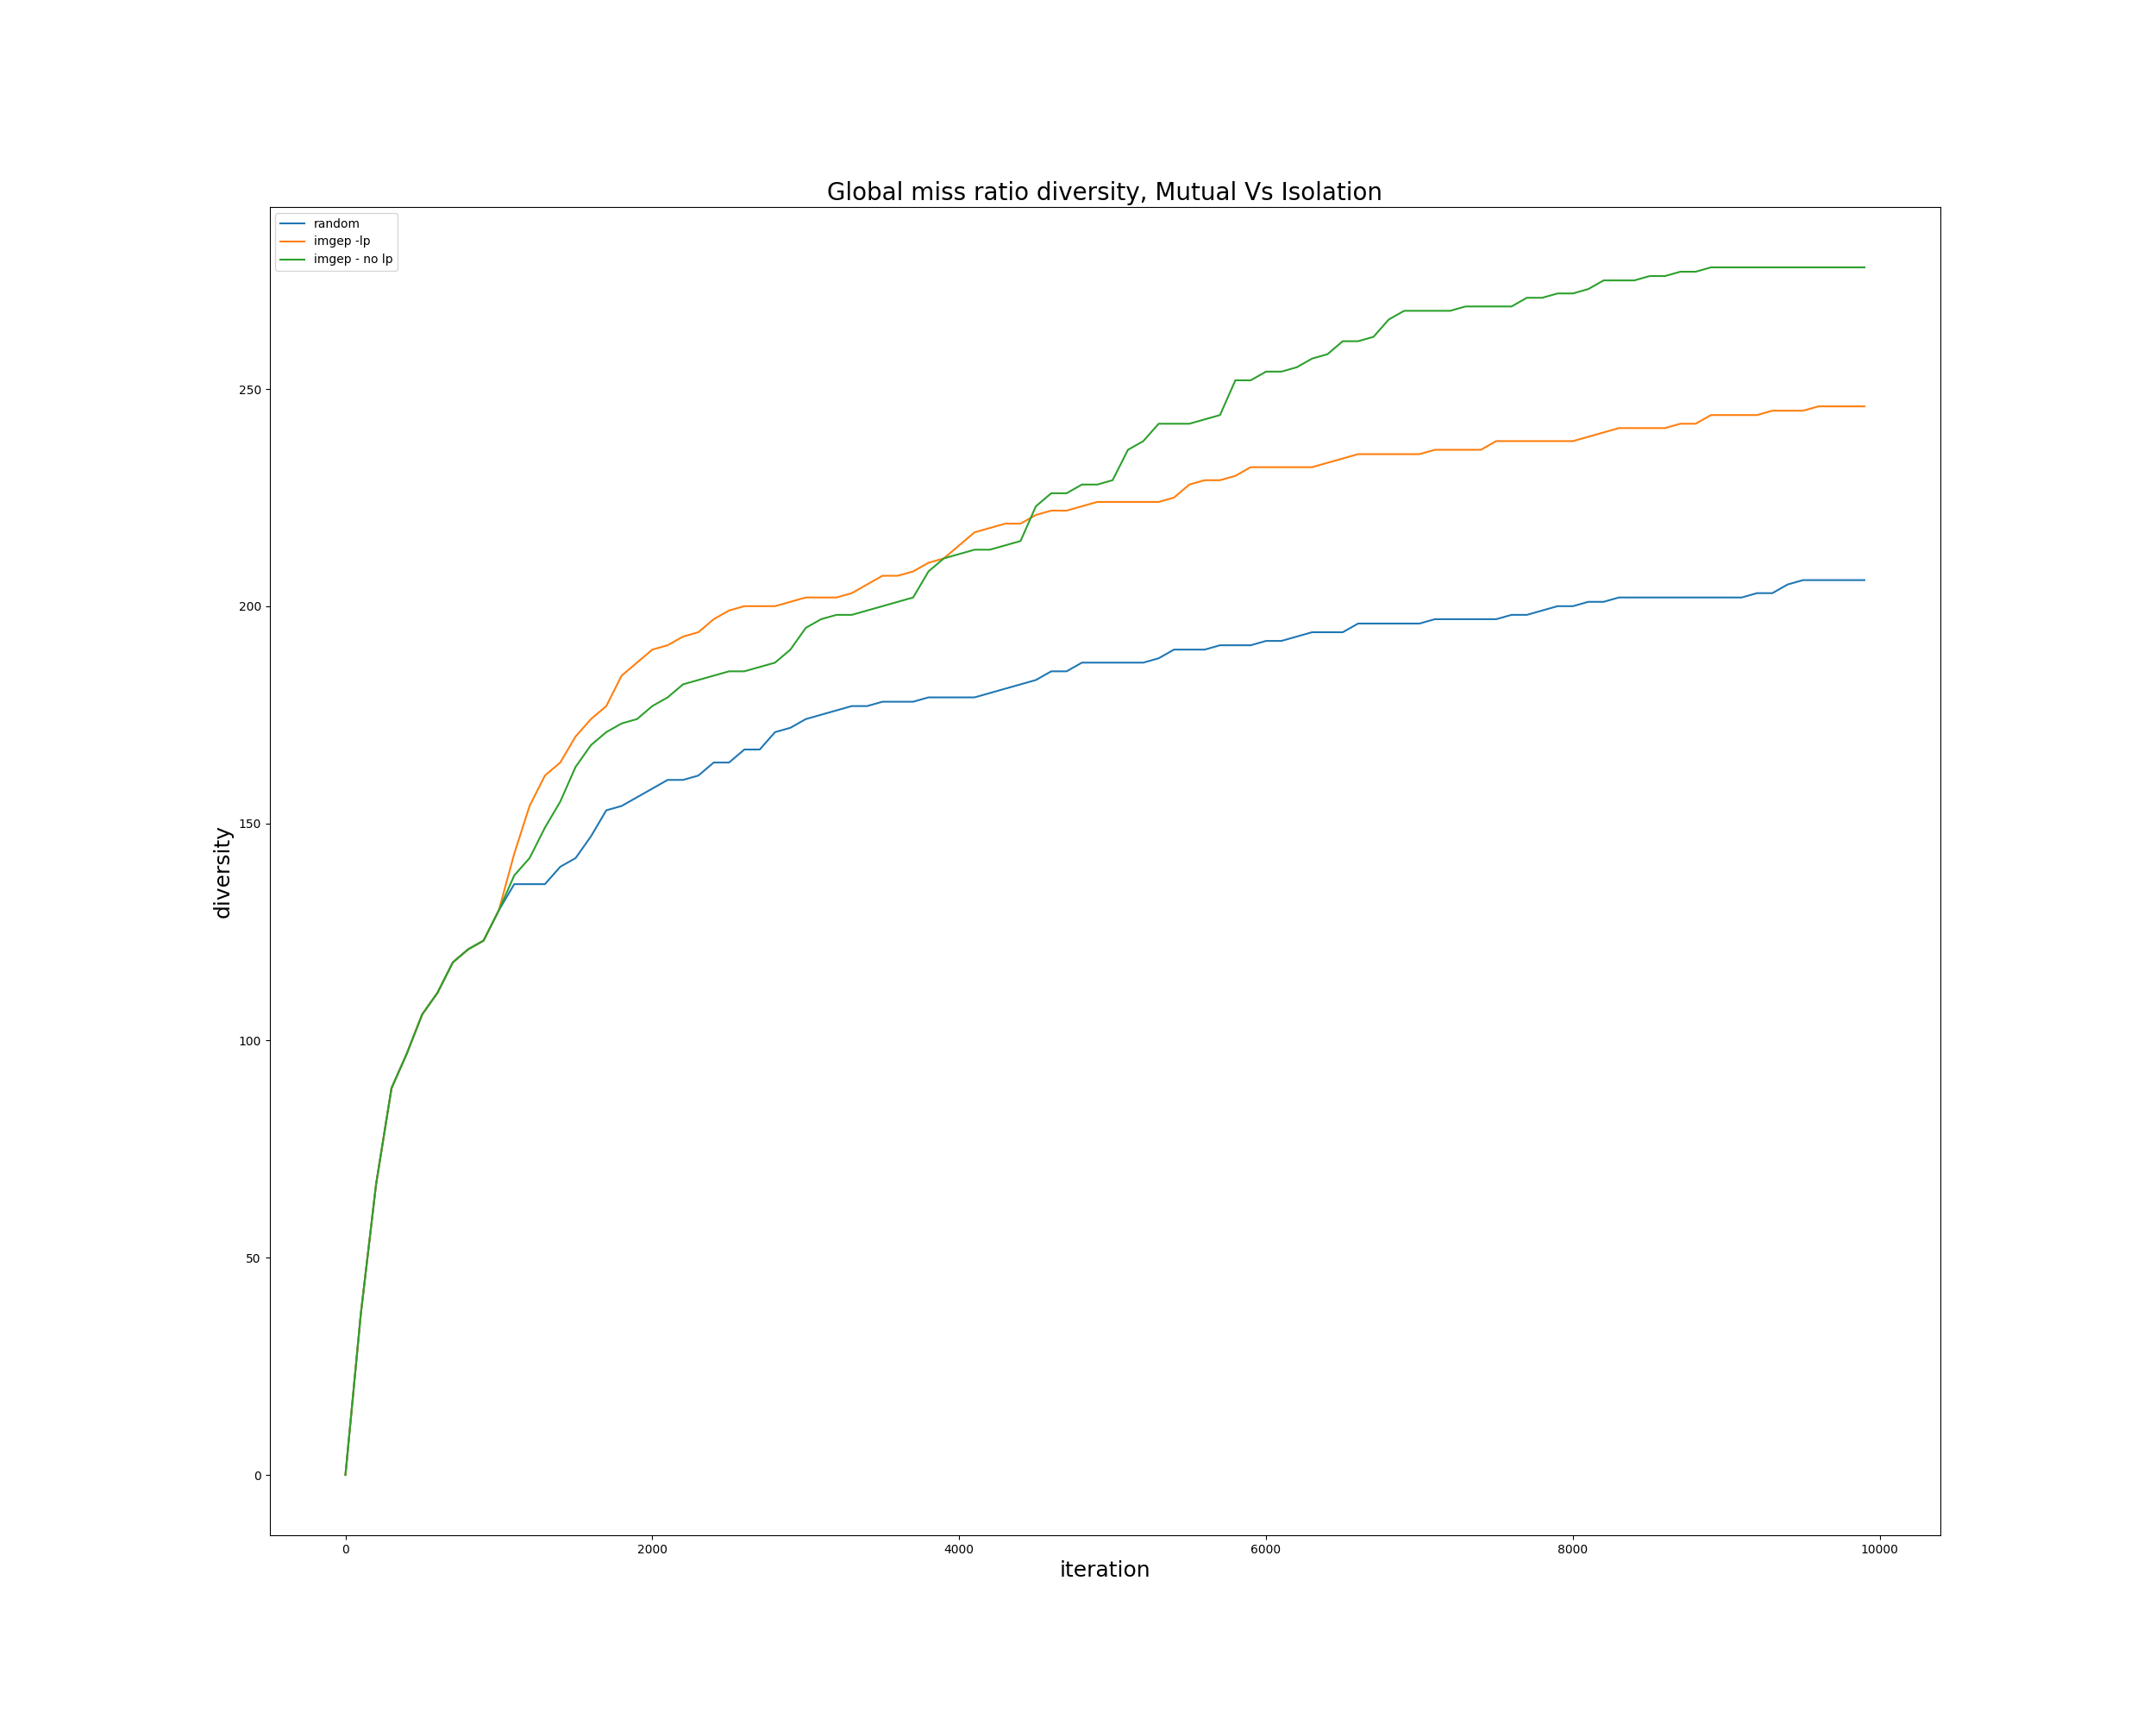 Global miss ratio diversity, Mutual Vs Isolation
random
imgep -lp
imgep - no lp
250
200
150
100
50
0
diversity
0 2000 4000 6000 8000 10000
iteration